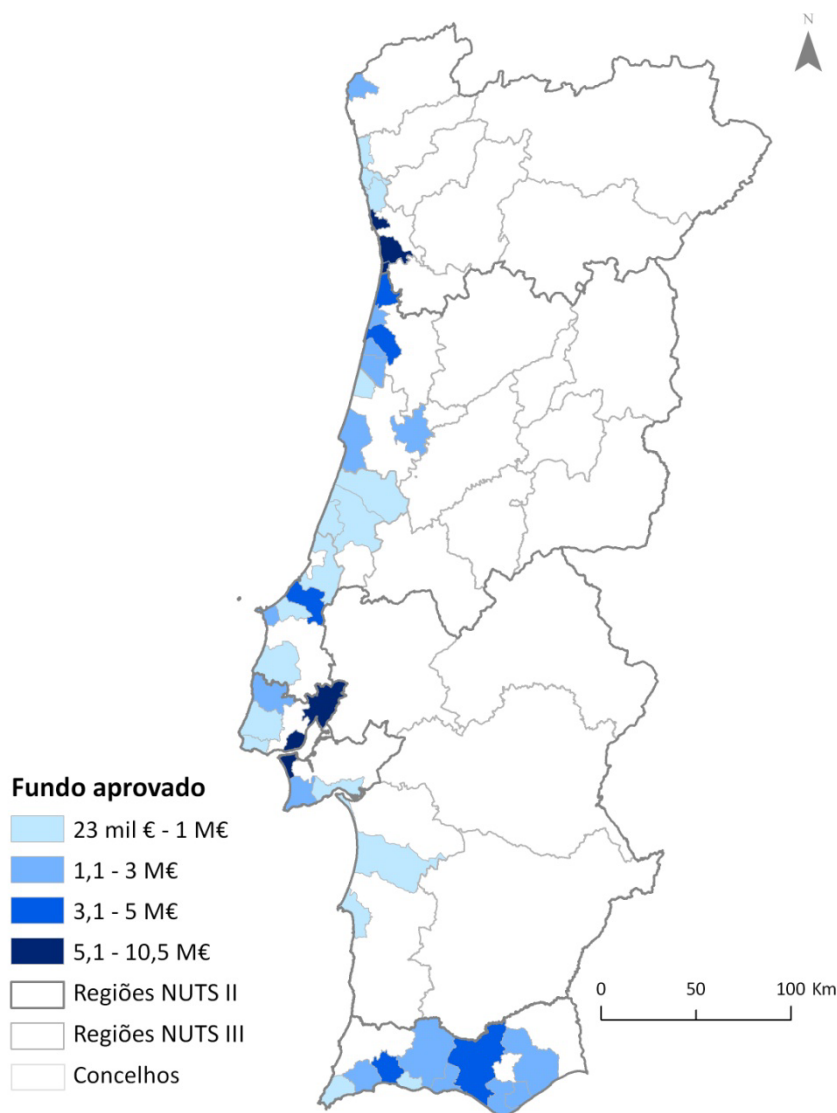 N
Fundo aprovado
23 mil € - 1 M€
1,1 - 3 M€
3,1 - 5 M€
5,1 - 10,5 M€
Regiões NUTS II
Regiões NUTS III
Concelhos
0 50 100 Km